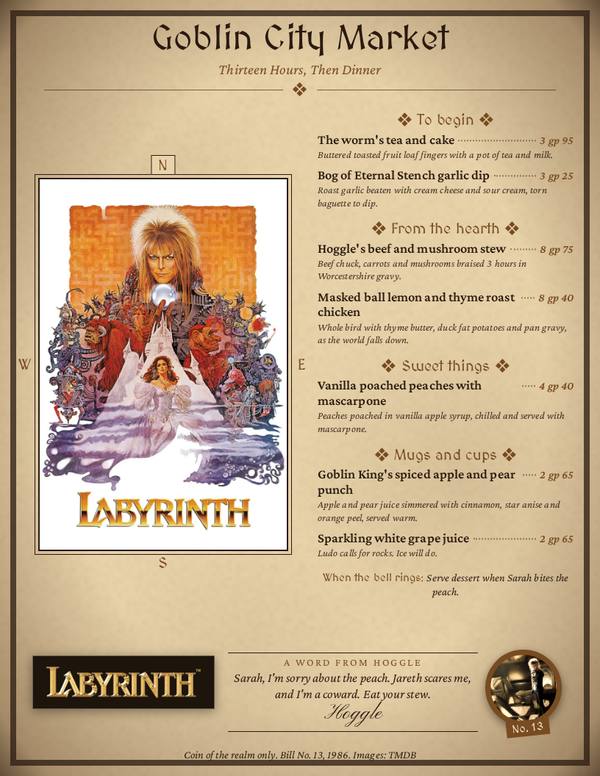 Goblin City Market
Thirteen Hours, Then Dinner
N
W
E
S
LABYRINTH
To begin
The worm's tea and cake 3 gp 95
Buttered toasted fruit loaf fingers with a pot of tea and milk.
Bog of Eternal Stench garlic dip 3 gp 25
Roast garlic beaten with cream cheese and sour cream, torn
baguette to dip.
From the hearth
Hoggle's beef and mushroom stew 8 gp 75
Beef chuck, carrots and mushrooms braised 3 hours in
Worcestershire gravy.
Masked ball lemon and thyme roast 8 gp 40
chicken
Whole bird with thyme butter, duck fat potatoes and pan gravy,
as the world falls down.
Sweet things
Vanilla poached peaches with 4 gp 40
mascarpone
Peaches poached in vanilla apple syrup, chilled and served with
mascarpone.
Mugs and cups
Goblin King's spiced apple and pear 2 gp 65
punch
Apple and pear juice simmered with cinnamon, star anise and
orange peel, served warm.
Sparkling white grape juice 2 gp 65
Ludo calls for rocks. Ice will do.
When the bell rings: Serve dessert when Sarah bites the
peach.
LABYRINTH™
A WORD FROM HOGGLE
Sarah, I'm sorry about the peach. Jareth scares me,
and I'm a coward. Eat your stew.
Hoggle
No. 13
Coin of the realm only. Bill No. 13, 1986. Images: TMDB